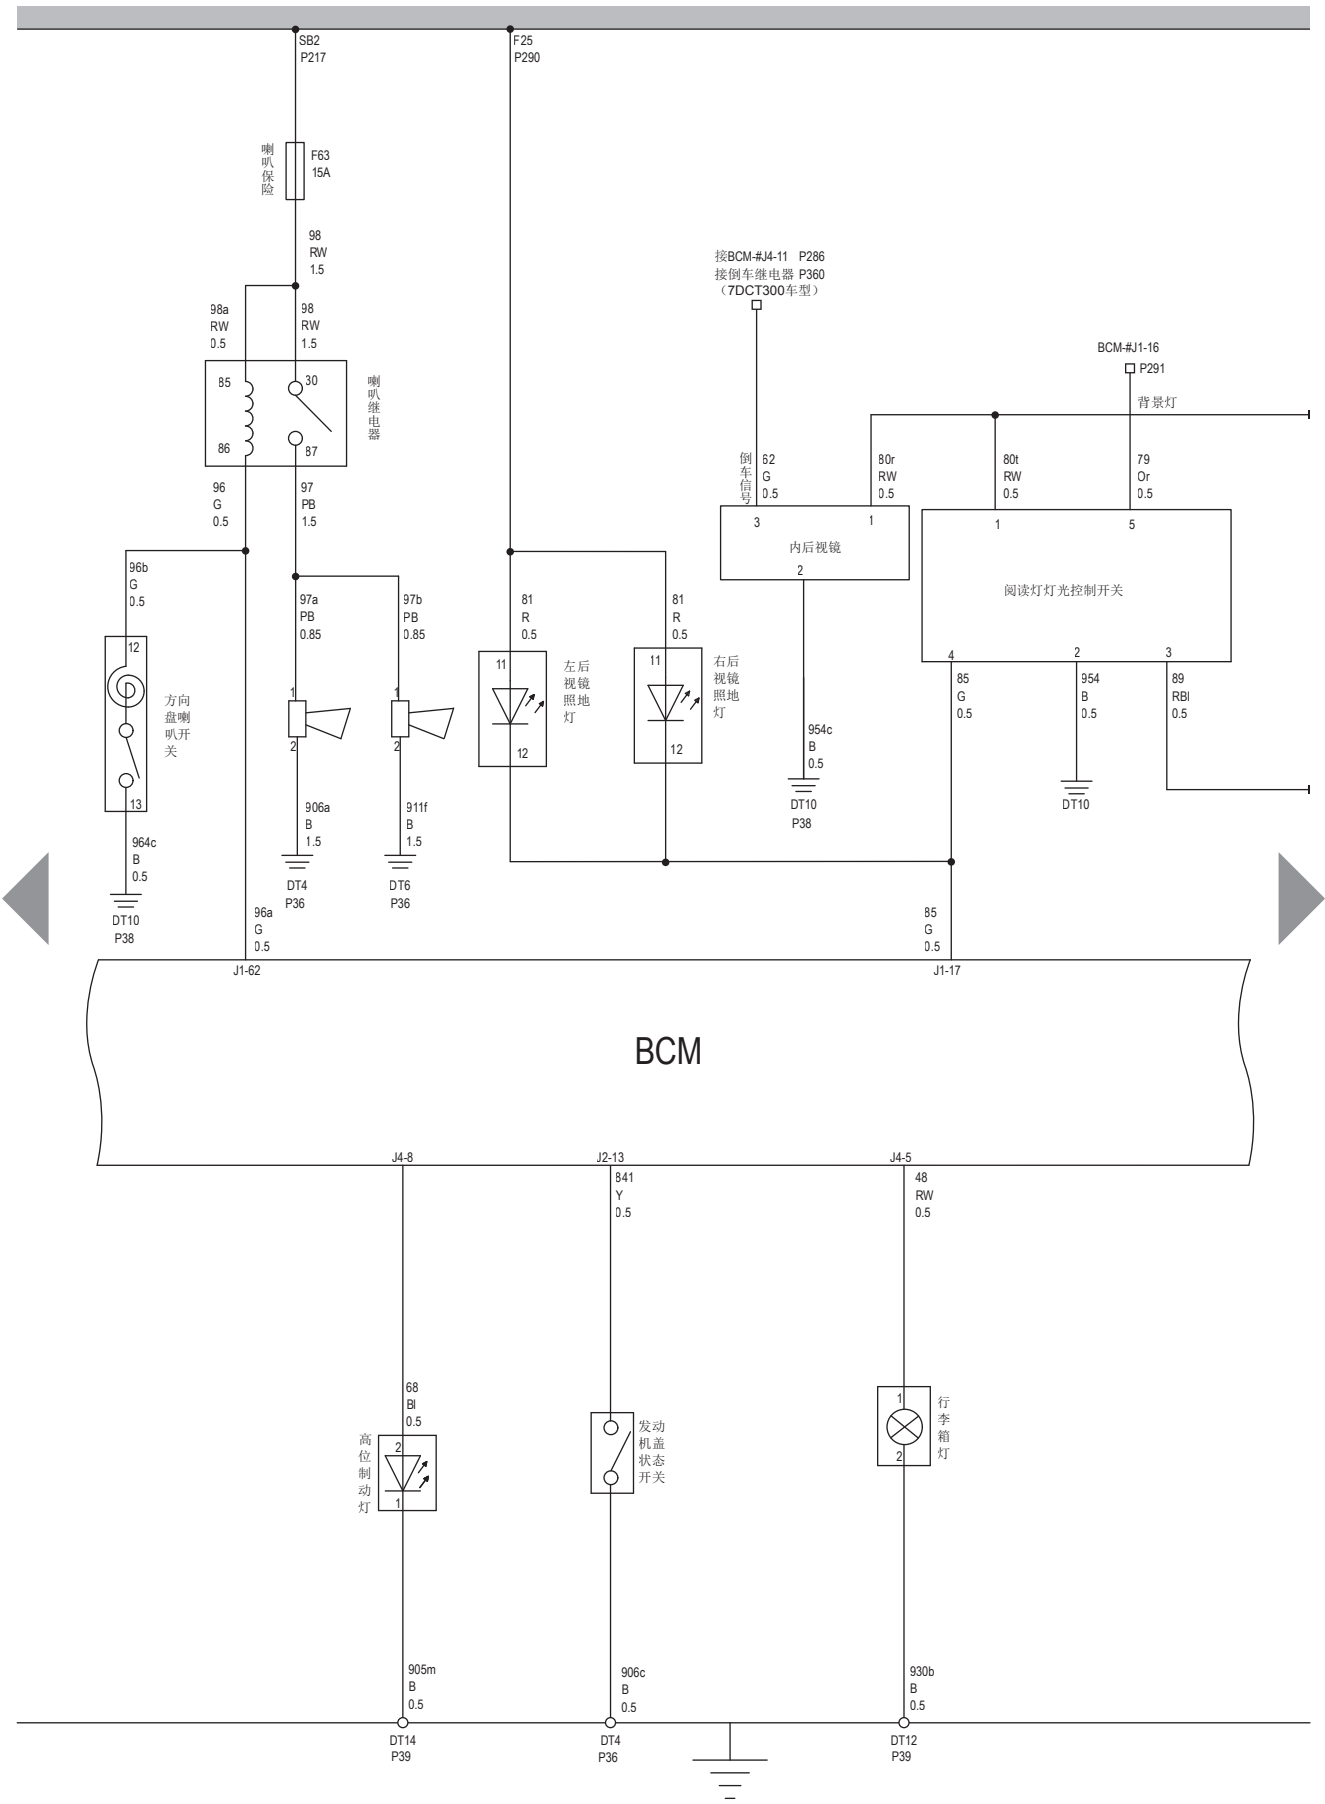 SB2
P217
F25
P290
喇叭保险
F63
15A
98
RW
1.5
接BCM-#J4-11 P286
接倒车继电器 P360
（7DCT300车型）
98a
RW
0.5
98
RW
1.5
BCM-#J1-16
P291
背景灯
85
30
86
87
喇叭继电器
倒车信号
62
G
0.5
80r
RW
0.5
80t
RW
0.5
79
Or
0.5
96
G
0.5
97
PB
1.5
3
1
内后视镜
2
1
5
阅读灯灯光控制开关
4
2
3
96b
G
0.5
97a
PB
0.85
97b
PB
0.85
81
R
0.5
81
R
0.5
12
方向
盘喇
叭开
关
13
1
2
1
2
11
12
左后
视镜
照地
灯
11
12
右后
视镜
照地
灯
85
G
0.5
954
B
0.5
89
RBl
0.5
954c
B
0.5
DT10
P38
DT10
906a
B
1.5
911f
B
1.5
964c
B
0.5
DT4
P36
DT6
P36
DT10
P38
96a
G
0.5
85
G
0.5
J1-62
J1-17
BCM
J4-8
J2-13
J4-5
841
Y
0.5
48
RW
0.5
68
Bl
0.5
高位制动灯
2
1
发动
机盖
状态
开关
1
2
行李箱灯
905m
B
0.5
906c
B
0.5
930b
B
0.5
DT14
P39
DT4
P36
DT12
P39